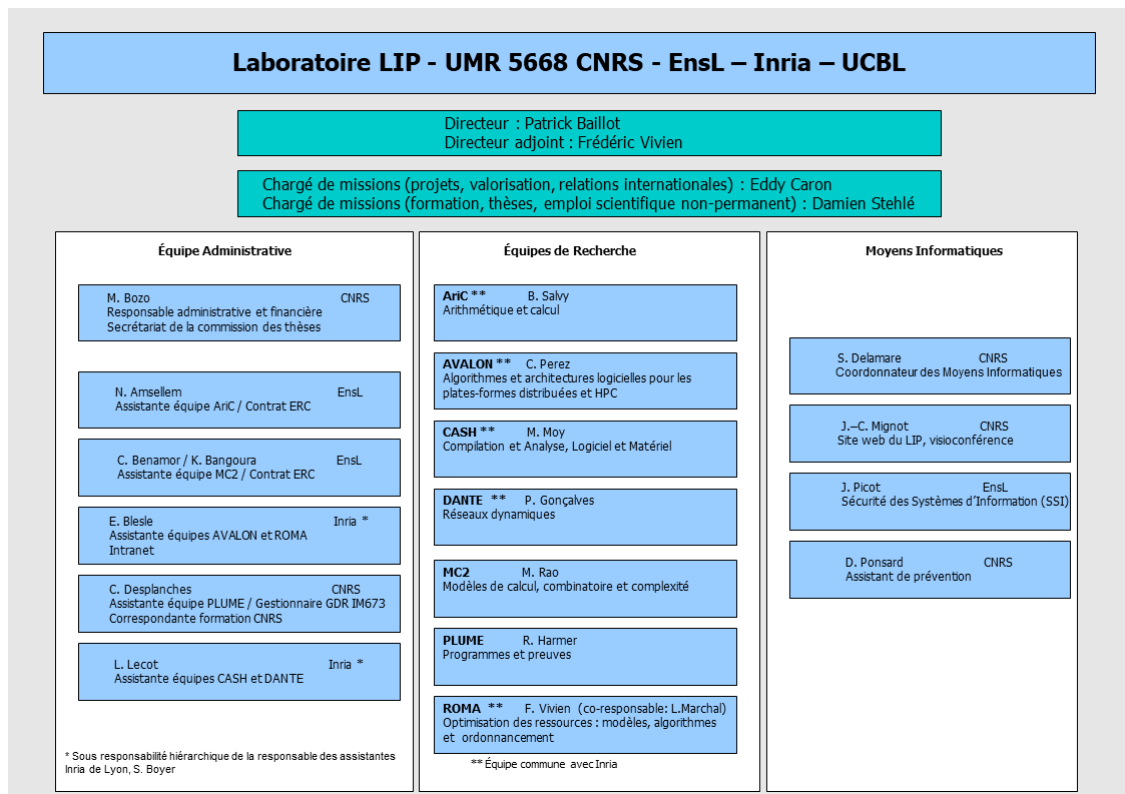 Laboratoire LIP - UMR 5668 CNRS - EnsL – Inria – UCBL
Directeur : Patrick Baillot
Directeur adjoint : Frédéric Vivien
Chargé de missions (projets, valorisation, relations internationales) : Eddy Caron
Chargé de missions (formation, thèses, emploi scientifique non-permanent) : Damien Stehlé
Équipe Administrative
M. Bozo CNRS
Responsable administrative et financière
Secrétariat de la commission des thèses
N. Amsellem EnsL
Assistante équipe AriC / Contrat ERC
C. Benamor / K. Bangoura EnsL
Assistante équipe MC2 / Contrat ERC
E. Blesle Inria *
Assistante équipes AVALON et ROMA
Intranet
C. Desplanches CNRS
Assistante équipe PLUME / Gestionnaire GDR IM673
Correspondante formation CNRS
L. Lecot Inria *
Assistante équipes CASH et DANTE
* Sous responsabilité hiérarchique de la responsable des assistantes
Inria de Lyon, S. Boyer
Équipes de Recherche
AriC ** B. Salvy
Arithmétique et calcul
AVALON ** C. Perez
Algorithmes et architectures logicielles pour les
plates-formes distribuées et HPC
CASH ** M. Moy
Compilation et Analyse, Logiciel et Matériel
DANTE ** P. Gonçalves
Réseaux dynamiques
MC2 M. Rao
Modèles de calcul, combinatoire et complexité
PLUME R. Harmer
Programmes et preuves
ROMA ** F. Vivien (co-responsable: L.Marchal)
Optimisation des ressources : modèles, algorithmes
et ordonnancement
** Équipe commune avec Inria
Moyens Informatiques
S. Delamare CNRS
Coordonnateur des Moyens Informatiques
J.–C. Mignot CNRS
Site web du LIP, visioconférence
J. Picot EnsL
Sécurité des Systèmes d'Information (SSI)
D. Ponsard CNRS
Assistant de prévention